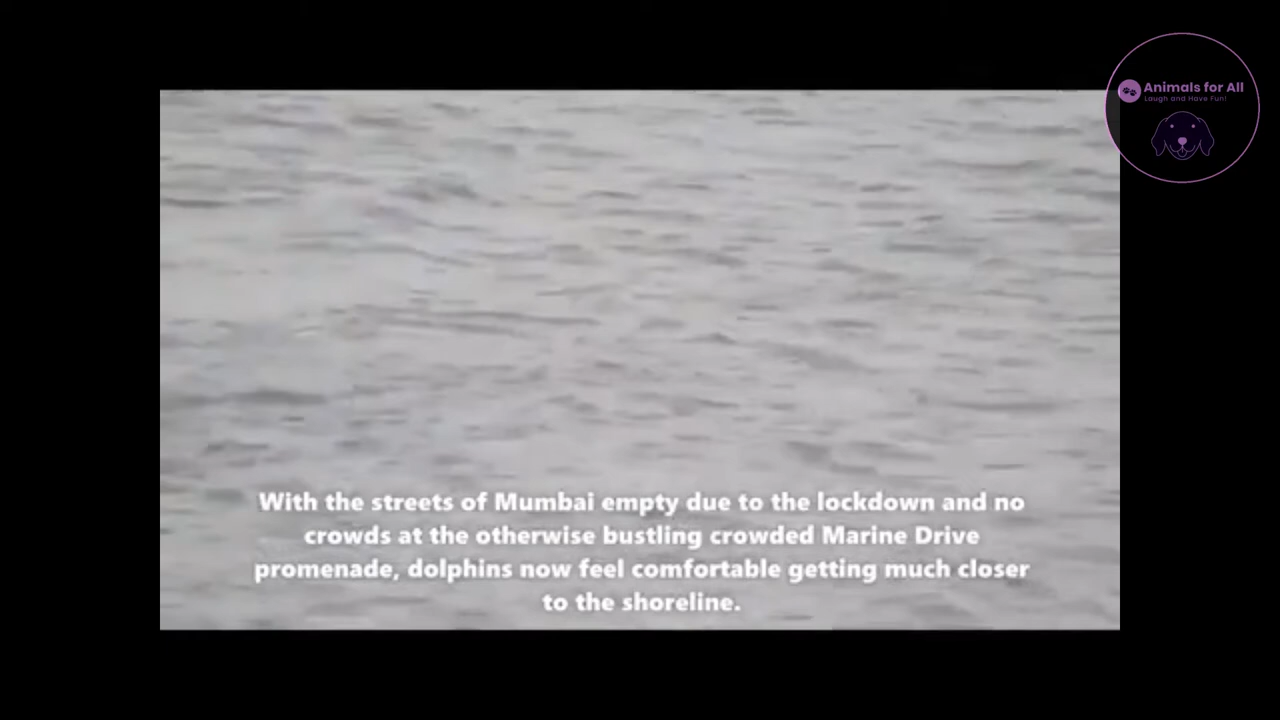 Animals for All
Laugh and Have Fun!
With the streets of Mumbai empty due to the lockdown and no
crowds at the otherwise bustling crowded Marine Drive
promenade, dolphins now feel comfortable getting much closer
to the shoreline.